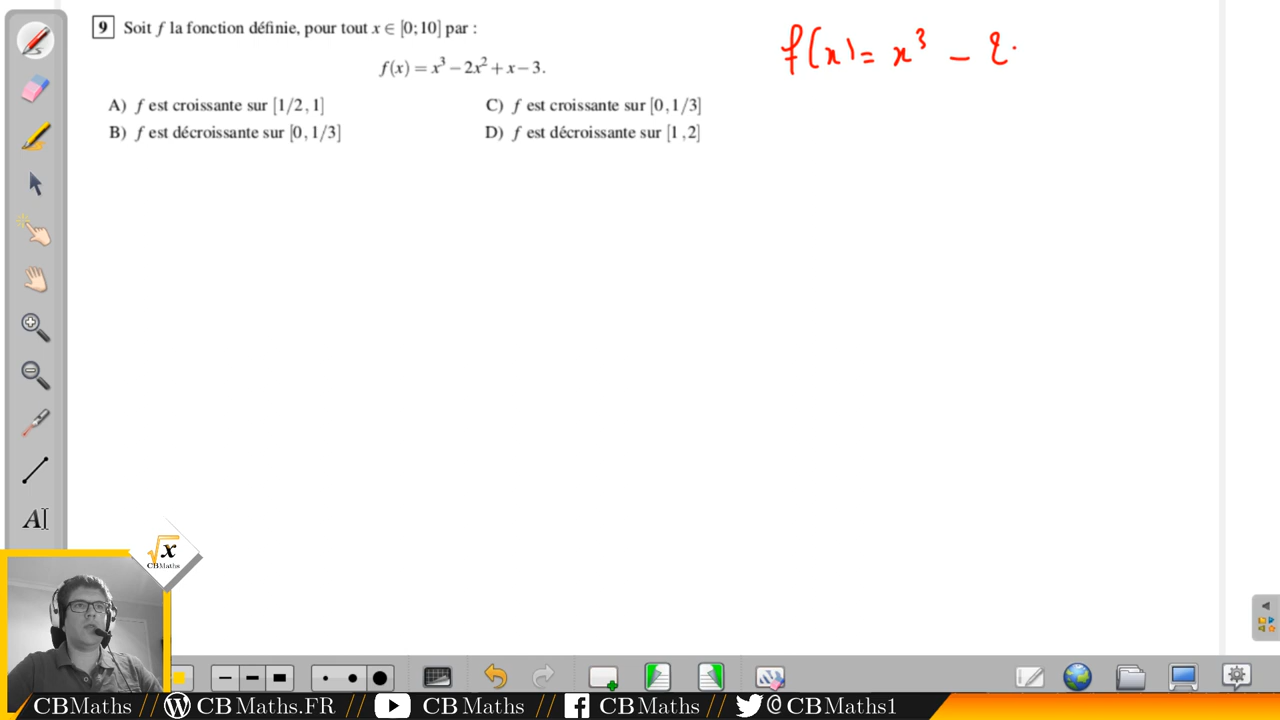 9 Soit f la fonction définie, pour tout x ∈ [0;10] par :
f(x) = x³ − 2x² + x − 3.
A) f est croissante sur [1/2,1]
C) f est croissante sur [0,1/3]
B) f est décroissante sur [0,1/3]
D) f est décroissante sur [1,2]
f(x) = x³ − 2
AI
√x
CBMaths
CBMaths // CBMaths.FR // CBMaths // CBMaths // @CBMaths1